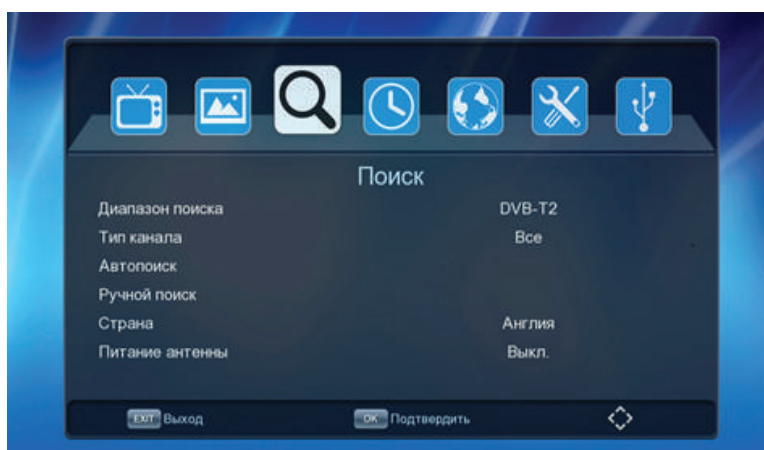 Поиск
Диапазон поиска DVB-T2
Тип канала Все
Автопоиск
Ручной поиск
Страна Англия
Питание антенны Выкл.
EXIT Выход OK Подтвердить